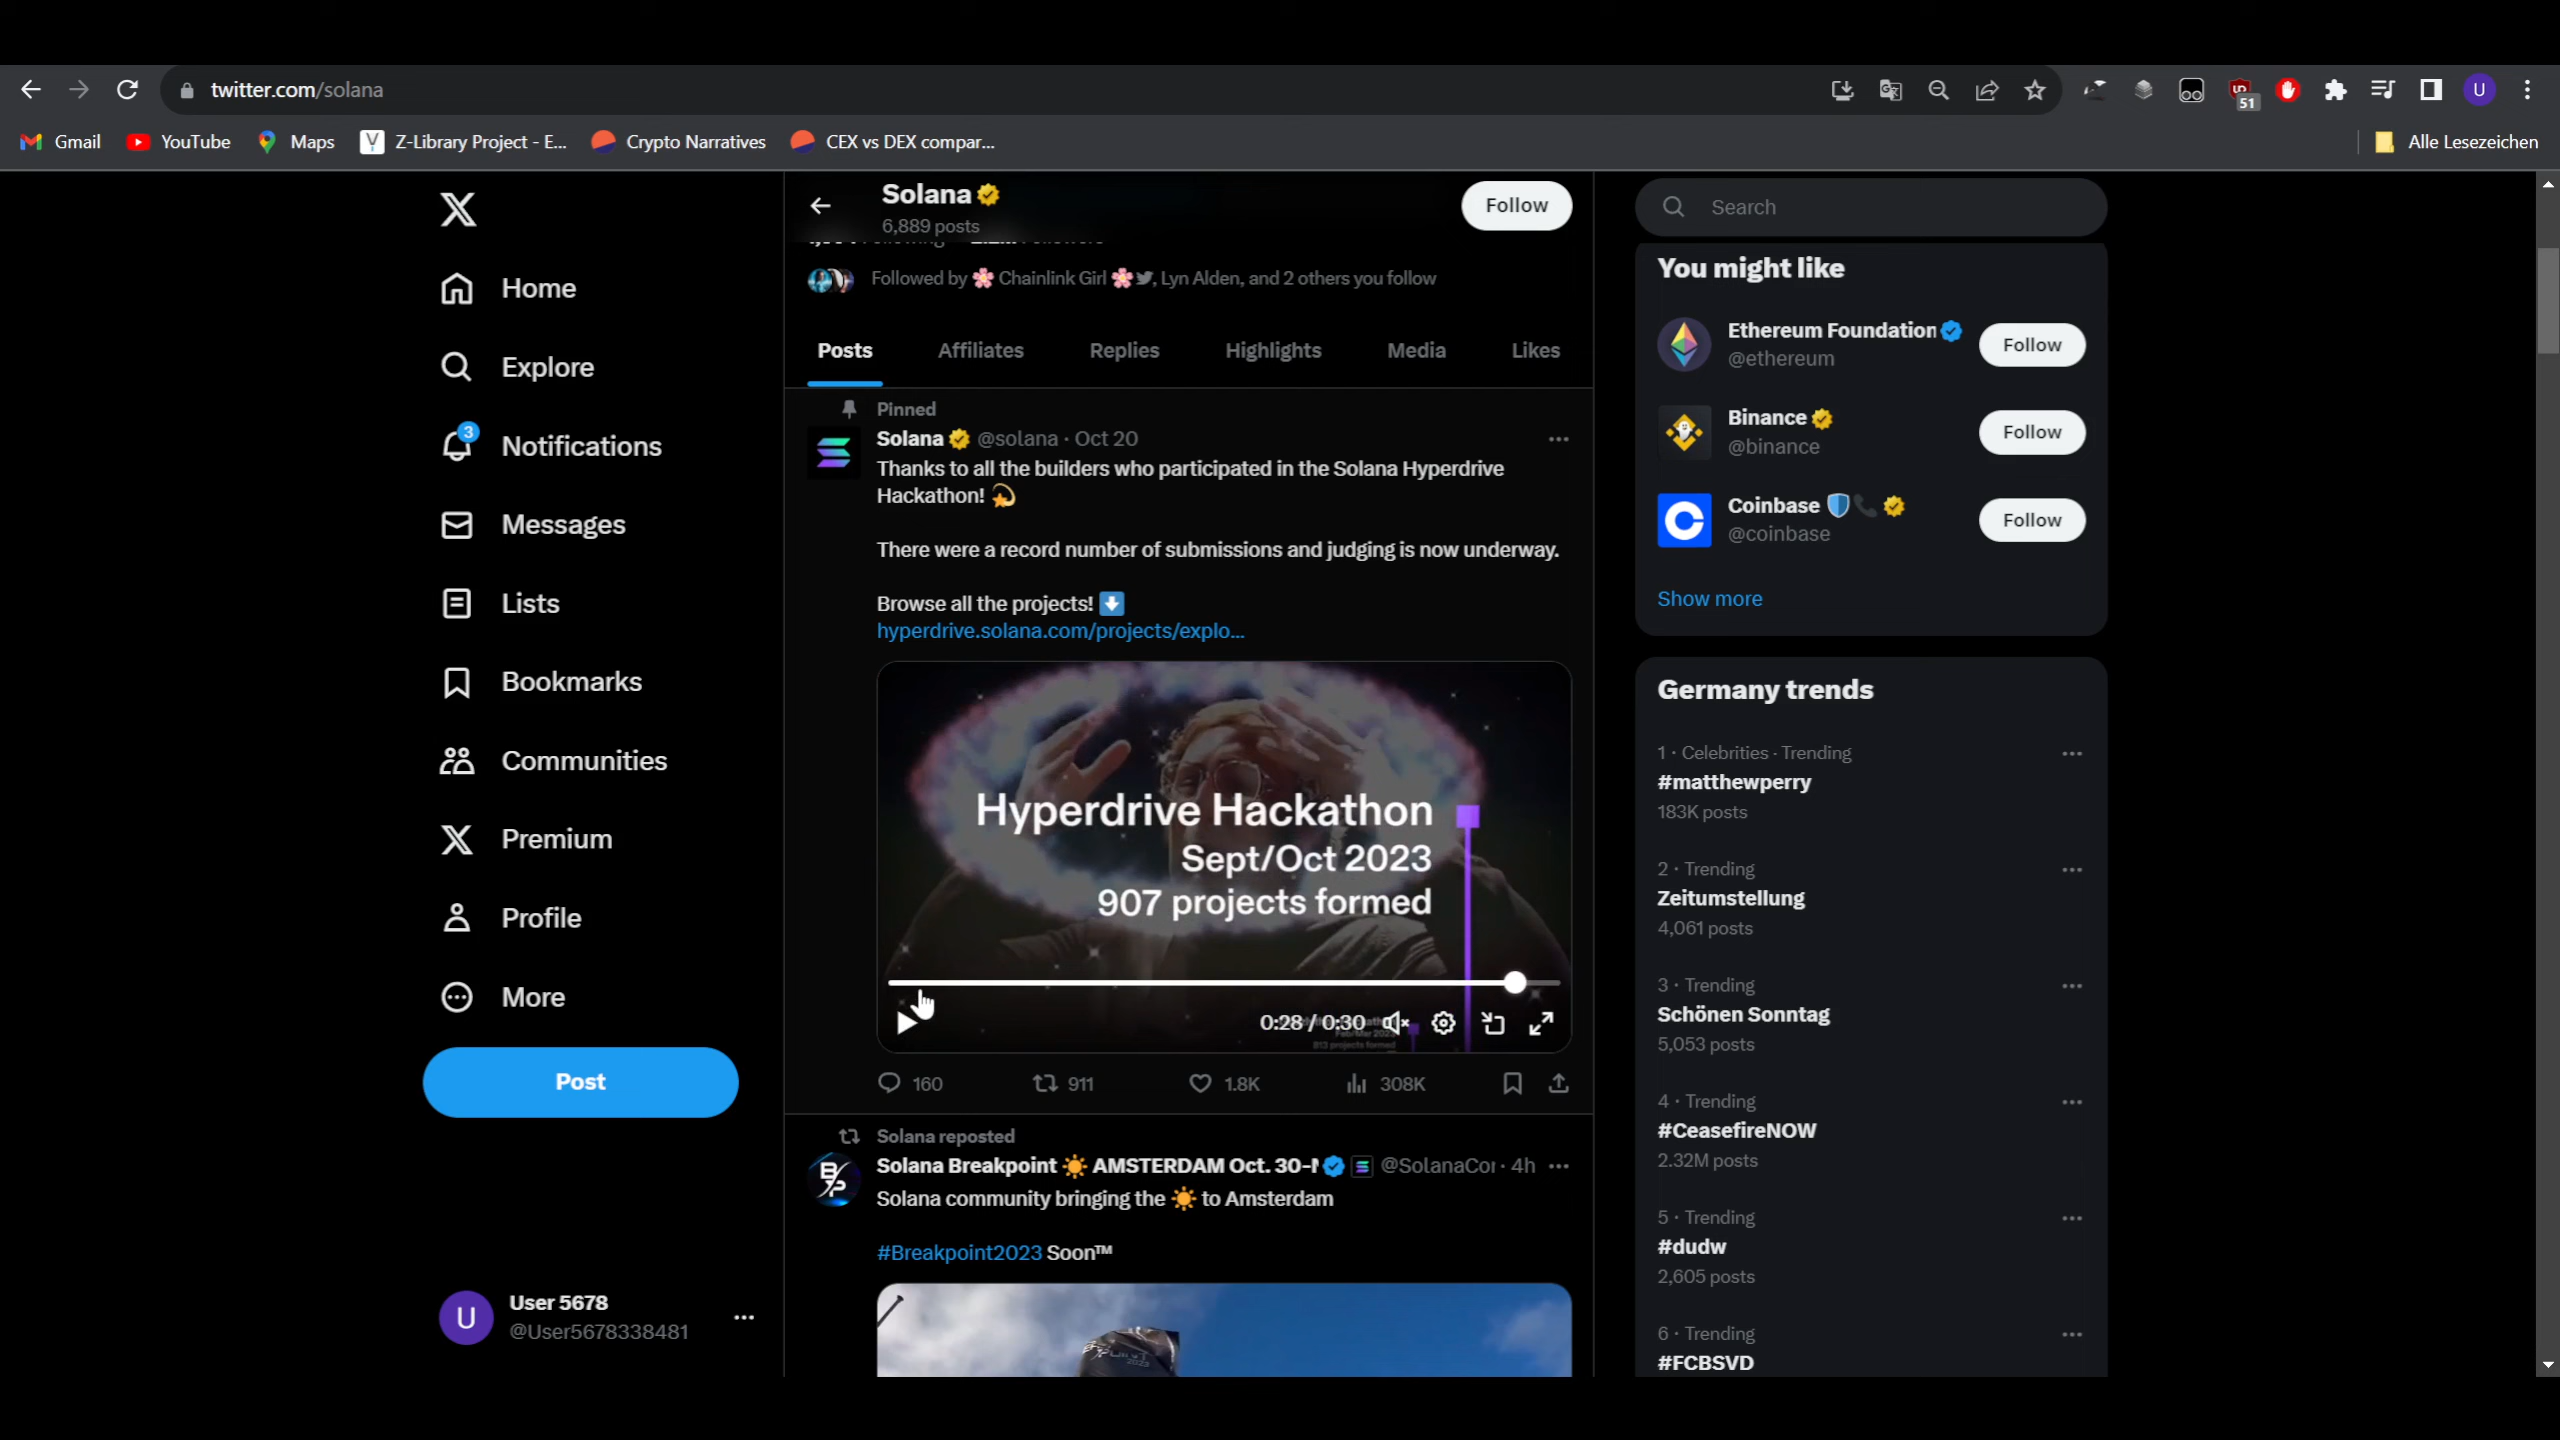 twitter.com/solana
51
U
Gmail
YouTube
Maps
Z-Library Project - E...
Crypto Narratives
CEX vs DEX compar...
Alle Lesezeichen
Home
Explore
3
Notifications
Messages
Lists
Bookmarks
Communities
Premium
Profile
More
Post
U
User 5678
@User5678338481
Solana
6,889 posts
Follow
Following
Followers
Followed by 🌸 Chainlink Girl 🌸, Lyn Alden, and 2 others you follow
Posts
Affiliates
Replies
Highlights
Media
Likes
Pinned
Solana @solana · Oct 20
Thanks to all the builders who participated in the Solana Hyperdrive
Hackathon! 💫
There were a record number of submissions and judging is now underway.
Browse all the projects! ⬇️
hyperdrive.solana.com/projects/explo...
Hyperdrive Hackathon
Sept/Oct 2023
907 projects formed
0:28 / 0:30
813 projects formed
160
911
1.8K
308K
Solana reposted
Solana Breakpoint ☀️ AMSTERDAM Oct. 30-N @SolanaCon · 4h
Solana community bringing the ☀️ to Amsterdam
#Breakpoint2023 Soon™
2023
Search
You might like
Ethereum Foundation
@ethereum
Follow
Binance
@binance
Follow
Coinbase 🛡️📞
@coinbase
Follow
Show more
Germany trends
1 · Celebrities · Trending
#matthewperry
183K posts
2 · Trending
Zeitumstellung
4,061 posts
3 · Trending
Schönen Sonntag
5,053 posts
4 · Trending
#CeasefireNOW
2.32M posts
5 · Trending
#dudw
2,605 posts
6 · Trending
#FCBSVD